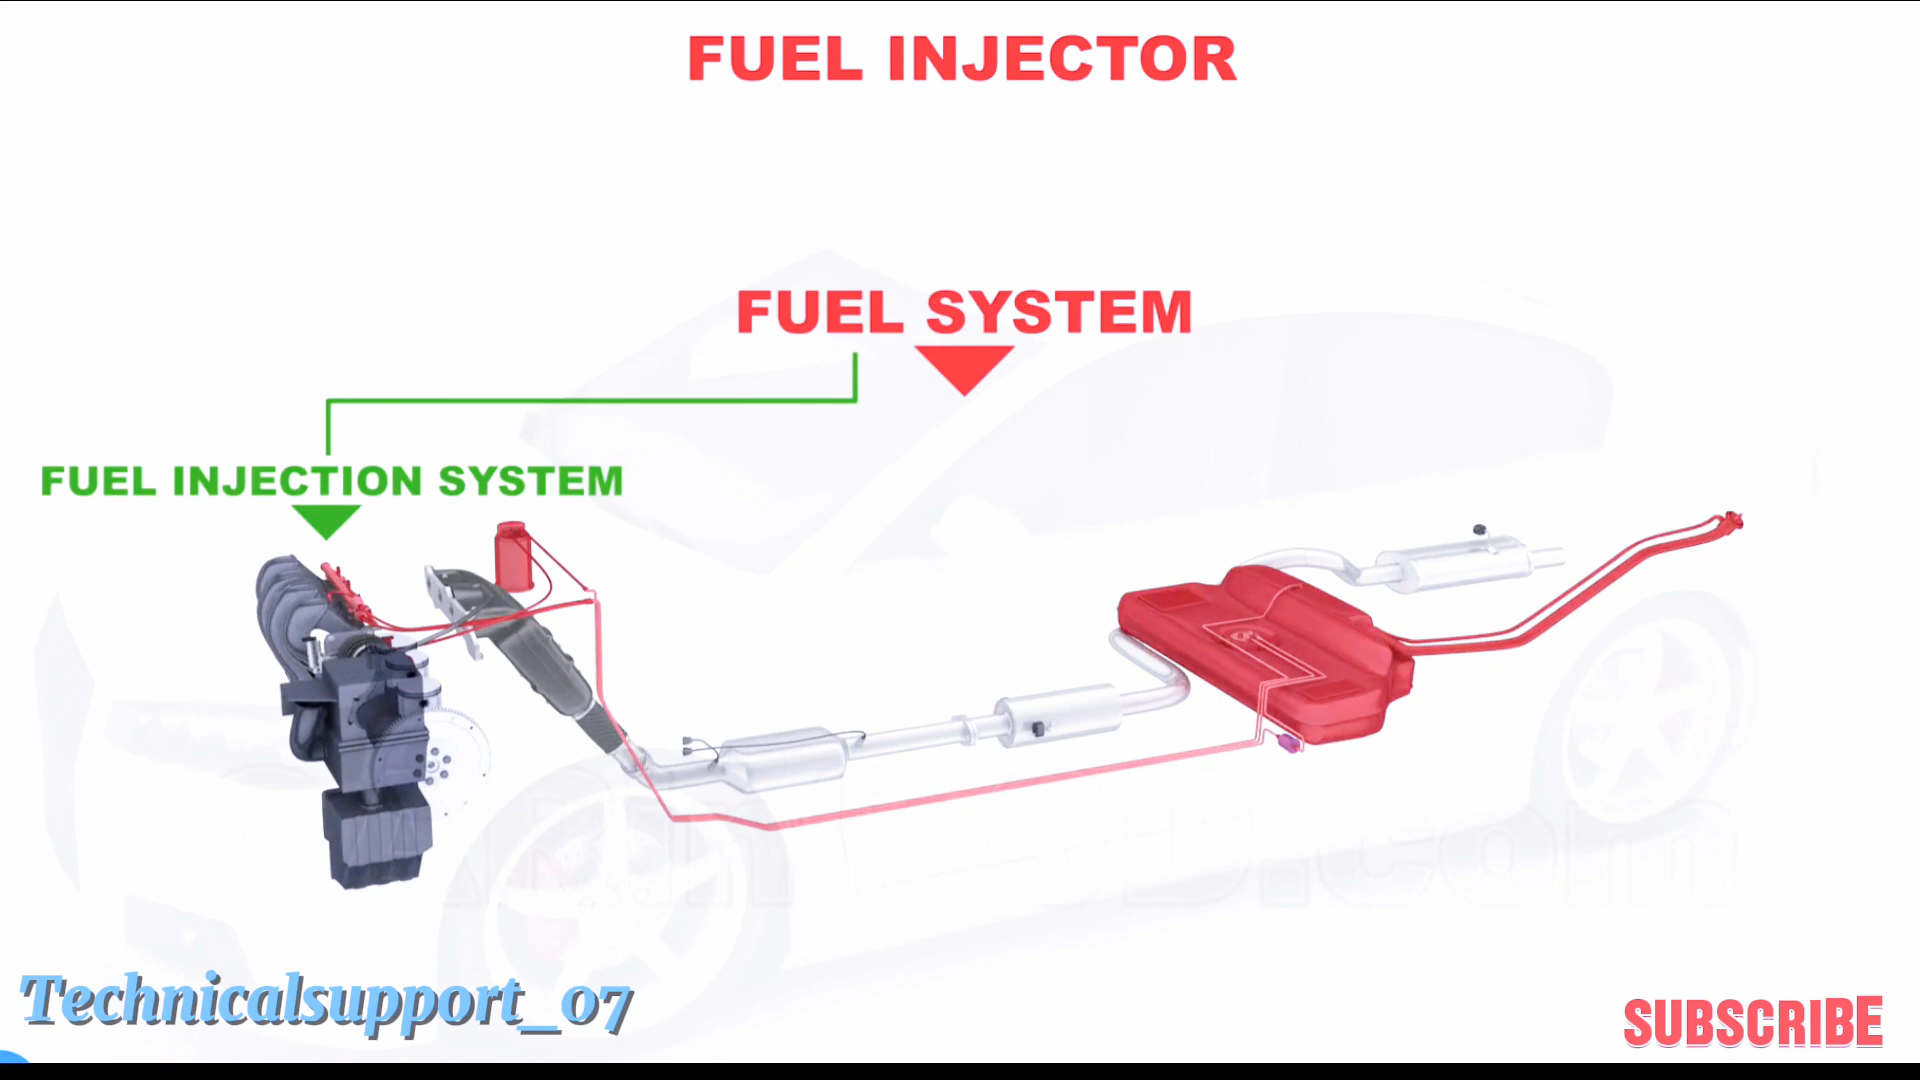 FUEL INJECTOR
FUEL SYSTEM
FUEL INJECTION SYSTEM
Technicalsupport_07
SUBSCRIBE